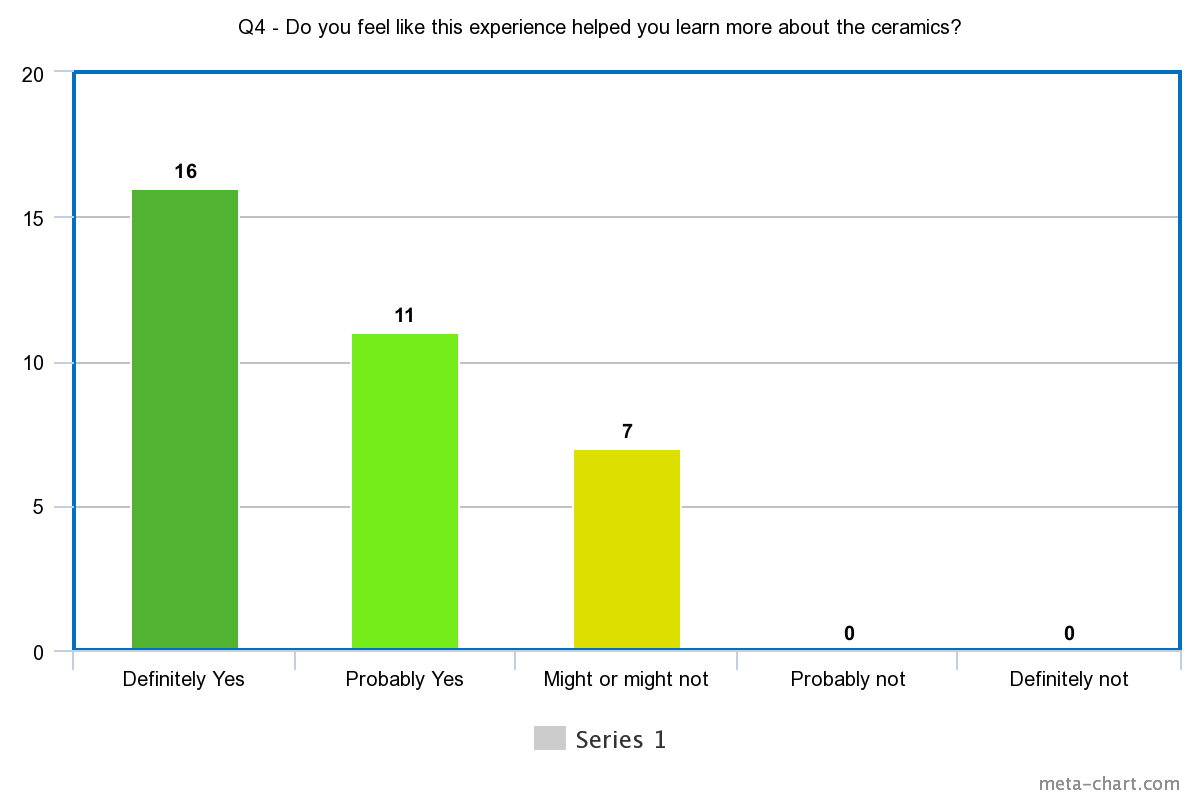 Q4 - Do you feel like this experience helped you learn more about the ceramics?
20
16
15
11
10
7
5
0
0
0
Definitely Yes
Probably Yes
Might or might not
Probably not
Definitely not
Series 1
meta-chart.com